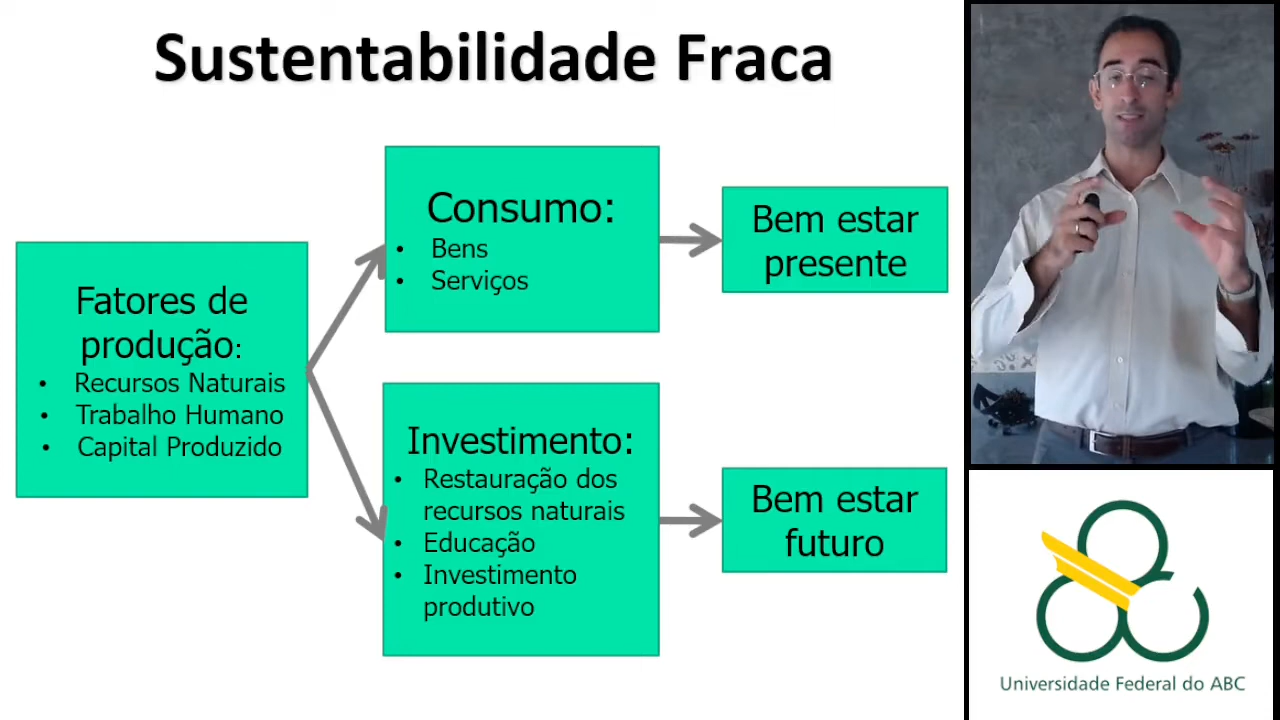 Sustentabilidade Fraca
Fatores de
produção:
• Recursos Naturais
• Trabalho Humano
• Capital Produzido
Consumo:
• Bens
• Serviços
Bem estar
presente
Investimento:
• Restauração dos
recursos naturais
• Educação
• Investimento
produtivo
Bem estar
futuro
Universidade Federal do ABC